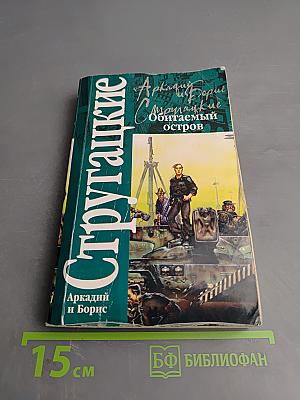 Стругацкие
Аркадий
и Борис
Аркадий
и Борис
Стругацкие
Обитаемый
остров
15 см
БФ БИБЛИОФАН